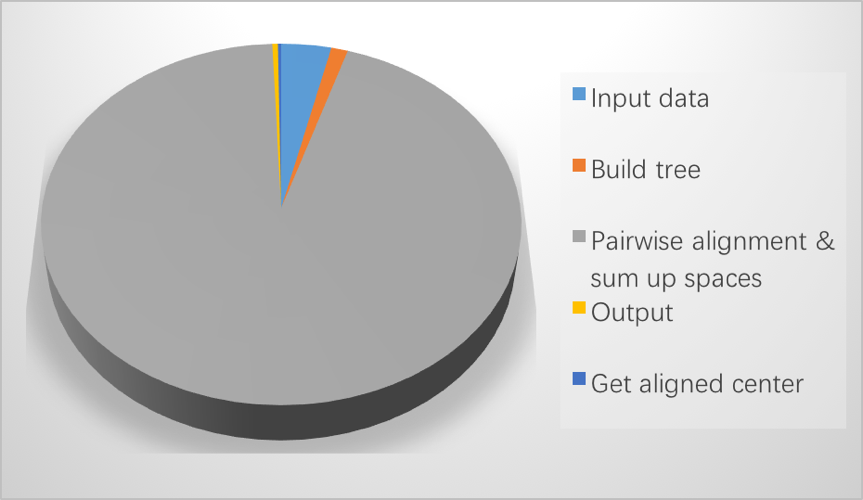 Input data
Build tree
Pairwise alignment &
sum up spaces
Output
Get aligned center